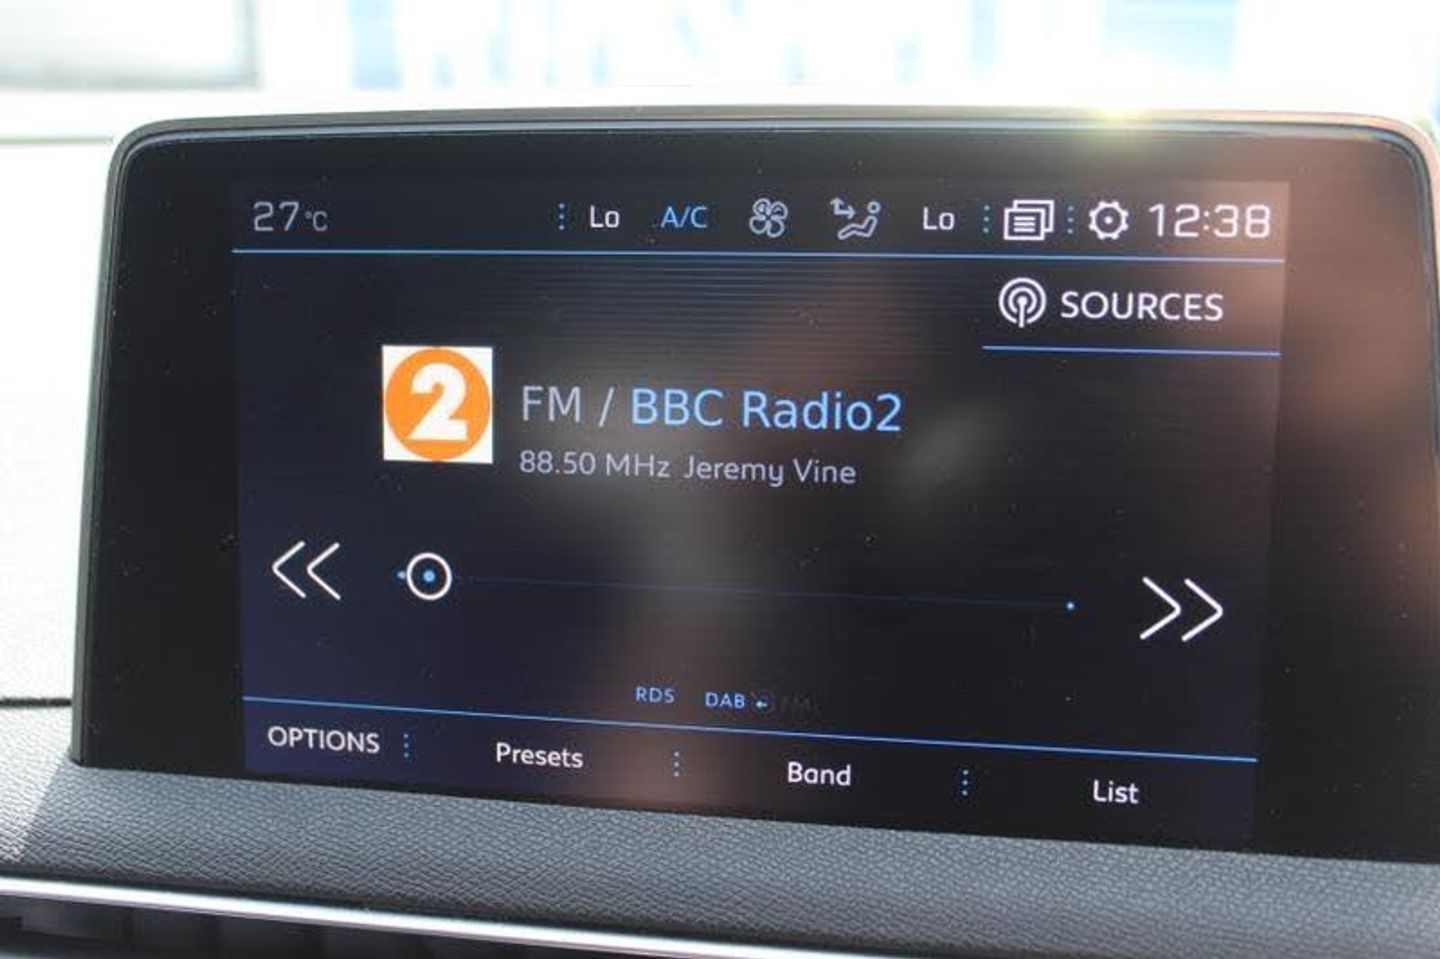 27°C Lo A/C Lo 12:38
SOURCES
2
FM / BBC Radio2
88.50 MHz Jeremy Vine
RDS DAB
OPTIONS Presets Band List